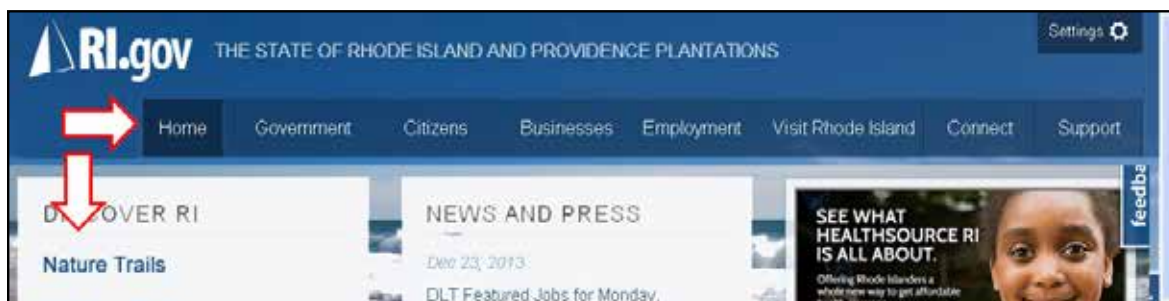 RI.gov THE STATE OF RHODE ISLAND AND PROVIDENCE PLANTATIONS
Settings
Home Government Citizens Businesses Employment Visit Rhode Island Connect Support
feedba
DISCOVER RI
Nature Trails
NEWS AND PRESS
Dec 23, 2013
DLT Featured Jobs for Monday,
SEE WHAT
HEALTHSOURCE RI
IS ALL ABOUT.
Offering Rhode Islanders a
whole new way to get affordable